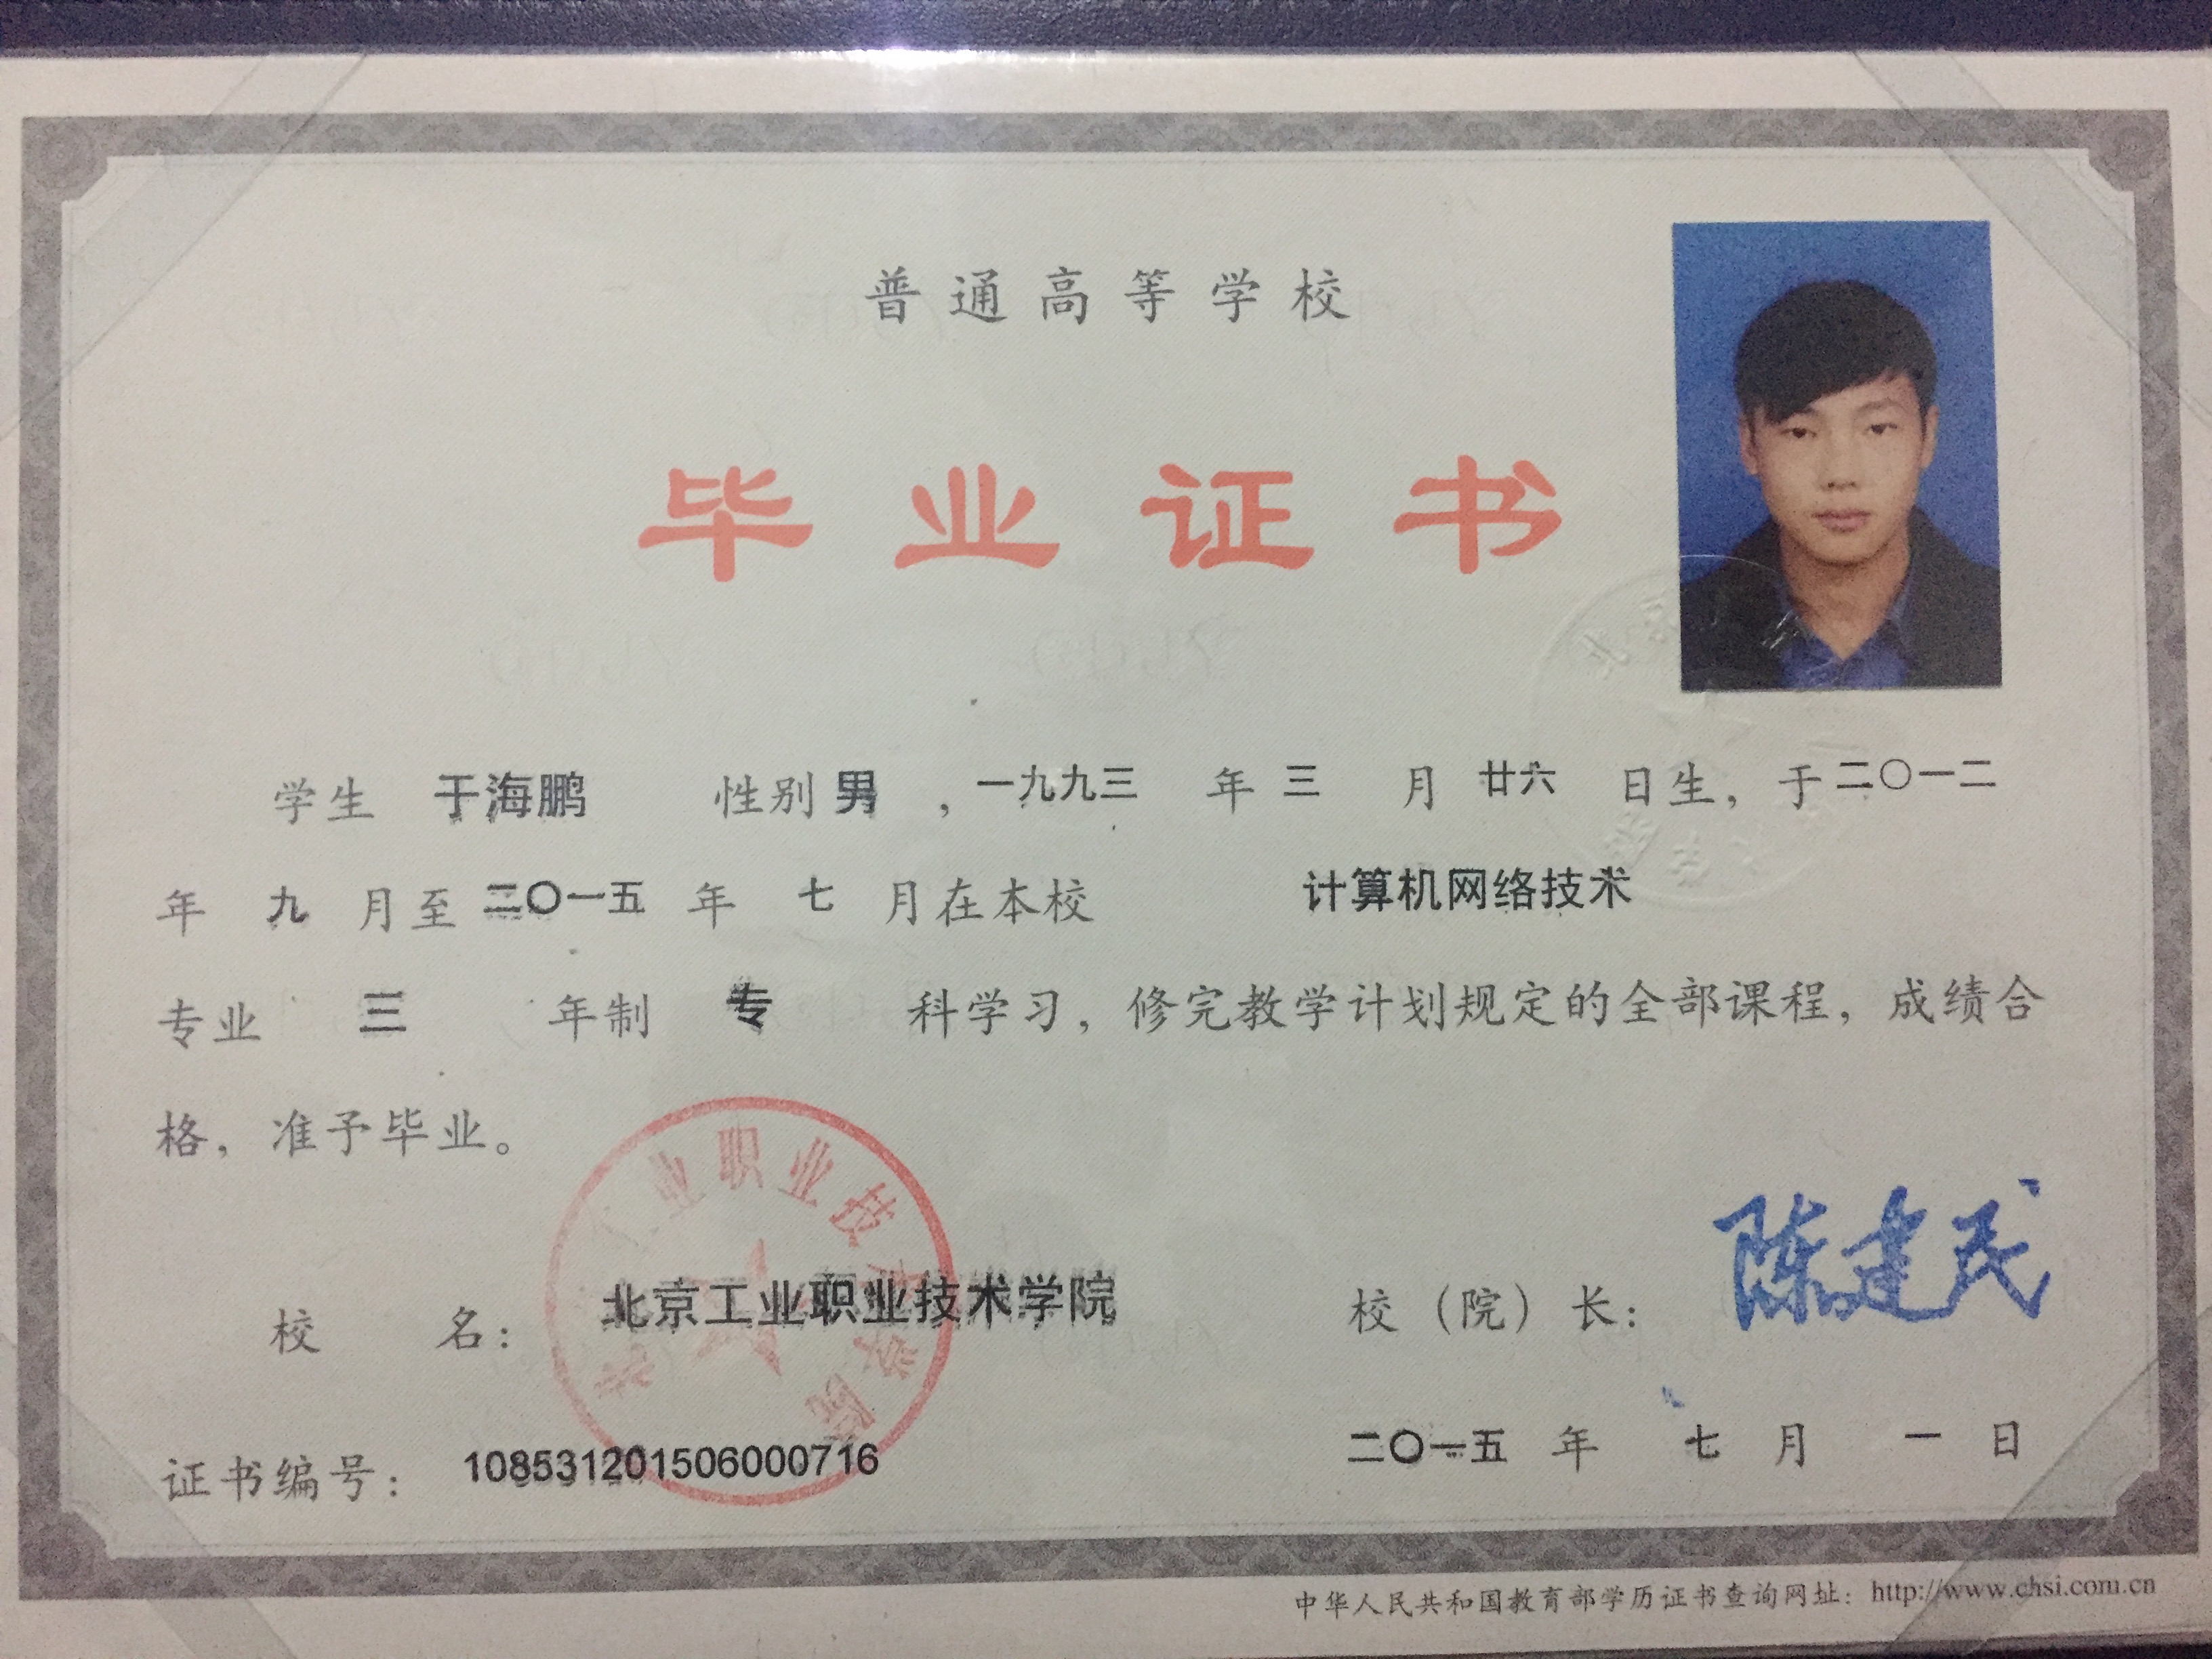 普通高等学校
毕业证书
学生 于海鹏 性别 男 ，一九九三 年 三 月 廿六 日生，于二〇一二
年 九 月至 二〇一五 年 七 月在本校 计算机网络技术
专业 三 年制 专 科学习，修完教学计划规定的全部课程，成绩合
格，准予毕业。
北京工业职业技术学院
校 名：北京工业职业技术学院 校（院）长：陈建民
证书编号：108531201506000716 二〇一五 年 七 月 一 日
中华人民共和国教育部学历证书查询网址：http://www.chsi.com.cn